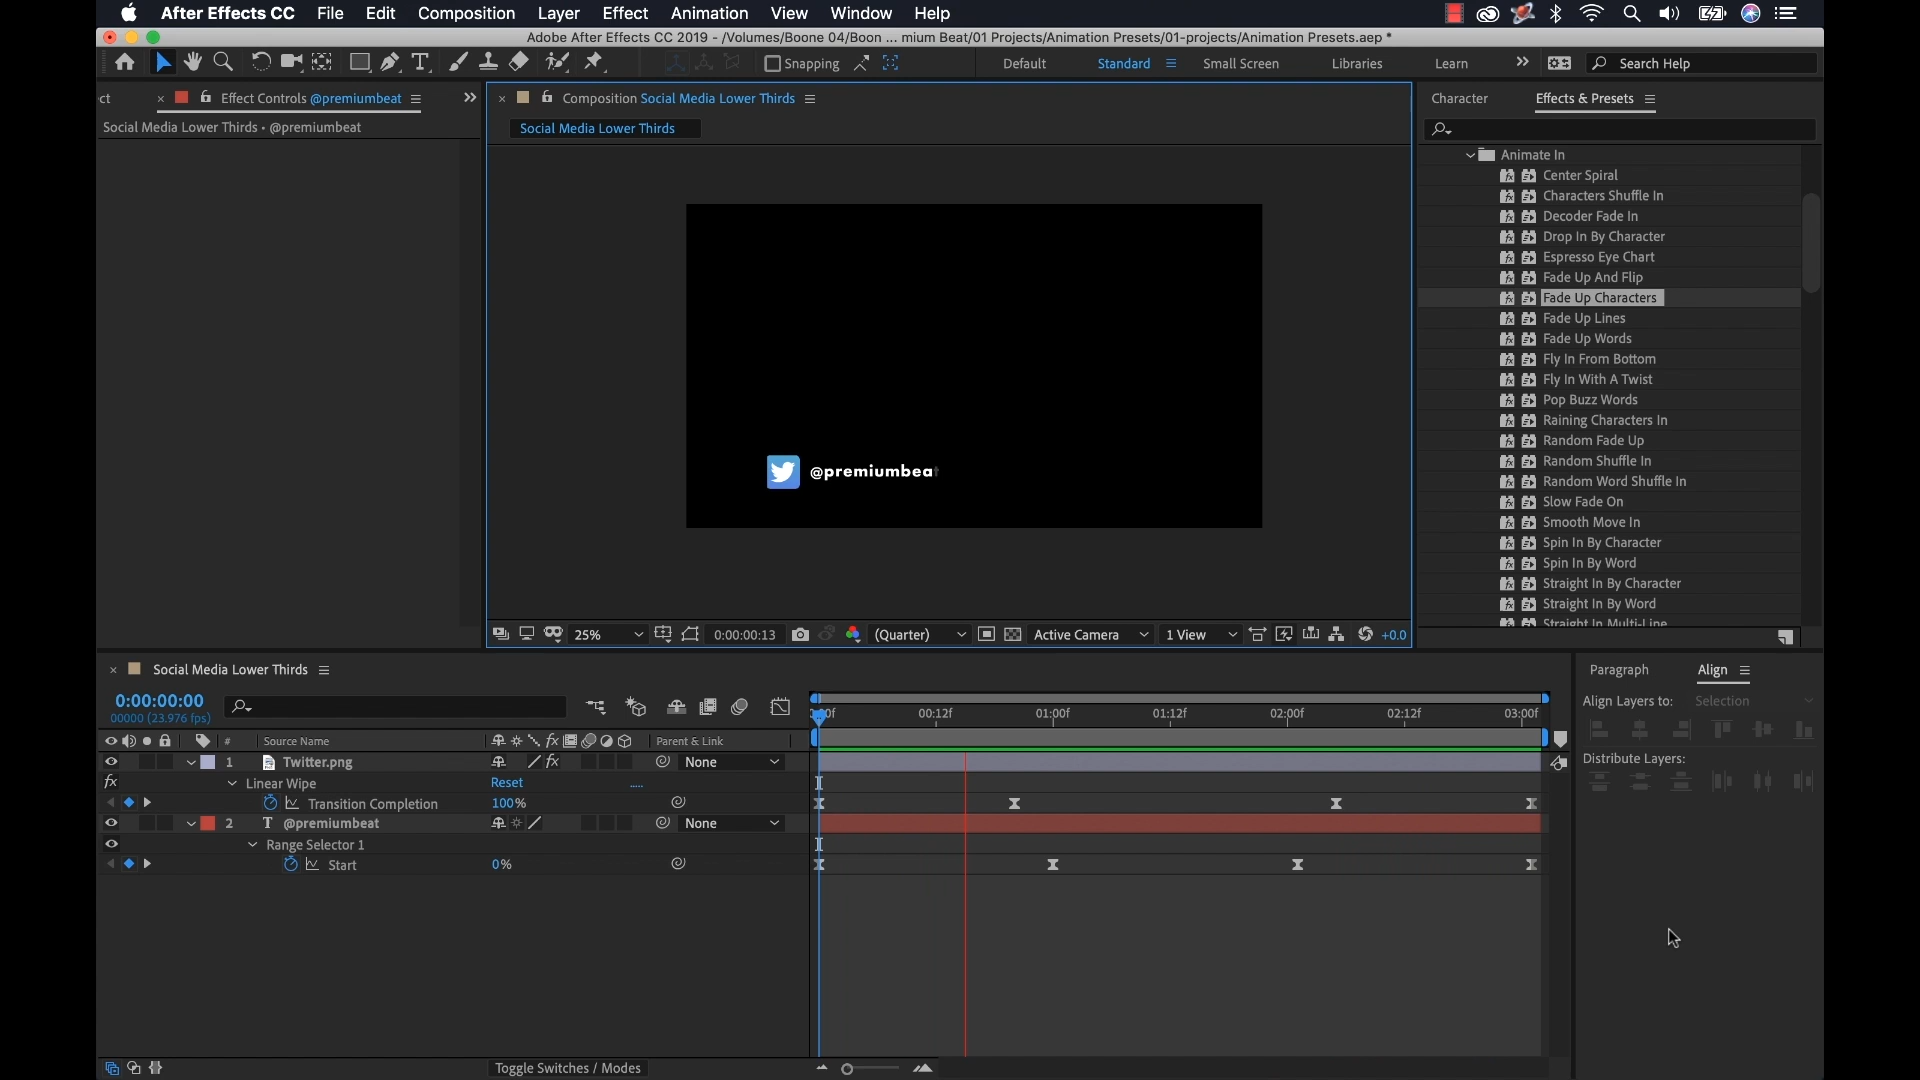 After Effects CC File Edit Composition Layer Effect Animation View Window Help
Adobe After Effects CC 2019 - /Volumes/Boone 04/Boon ... mium Beat/01 Projects/Animation Presets/01-projects/Animation Presets.aep *
Snapping Default Standard Small Screen Libraries Learn Search Help
ct Effect Controls @premiumbeat
Social Media Lower Thirds • @premiumbeat
Composition Social Media Lower Thirds
Social Media Lower Thirds
@premiumbeat
25% 0:00:00:13 (Quarter) Active Camera 1 View +0.0
Character Effects & Presets
Animate In
Center Spiral
Characters Shuffle In
Decoder Fade In
Drop In By Character
Espresso Eye Chart
Fade Up And Flip
Fade Up Characters
Fade Up Lines
Fade Up Words
Fly In From Bottom
Fly In With A Twist
Pop Buzz Words
Raining Characters In
Random Fade Up
Random Shuffle In
Random Word Shuffle In
Slow Fade On
Smooth Move In
Spin In By Character
Spin In By Word
Straight In By Character
Straight In By Word
Straight In Multi-Line
Social Media Lower Thirds
0:00:00:00
00000 (23.976 fps)
00:12f 01:00f 01:12f 02:00f 02:12f 03:00f
# Source Name fx Parent & Link
1 Twitter.png fx None
fx Linear Wipe Reset .....
Transition Completion 100%
2 T @premiumbeat None
Range Selector 1
Start 0%
Toggle Switches / Modes
Paragraph Align
Align Layers to: Selection
Distribute Layers: